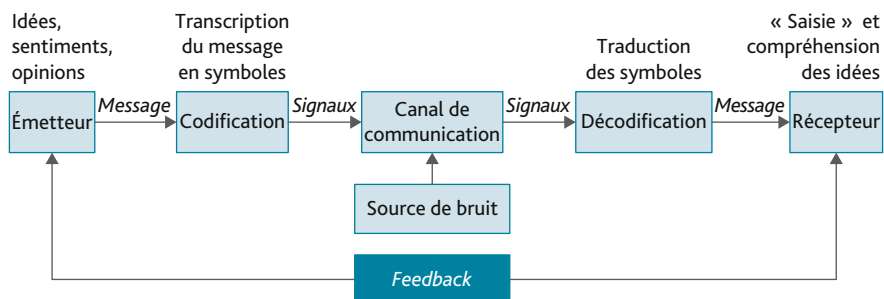 Idées,
sentiments,
opinions
Transcription
du message
en symboles
Traduction
des symboles
« Saisie » et
compréhension
des idées
Émetteur
Message
Codification
Signaux
Canal de
communication
Signaux
Décodification
Message
Récepteur
Source de bruit
Feedback